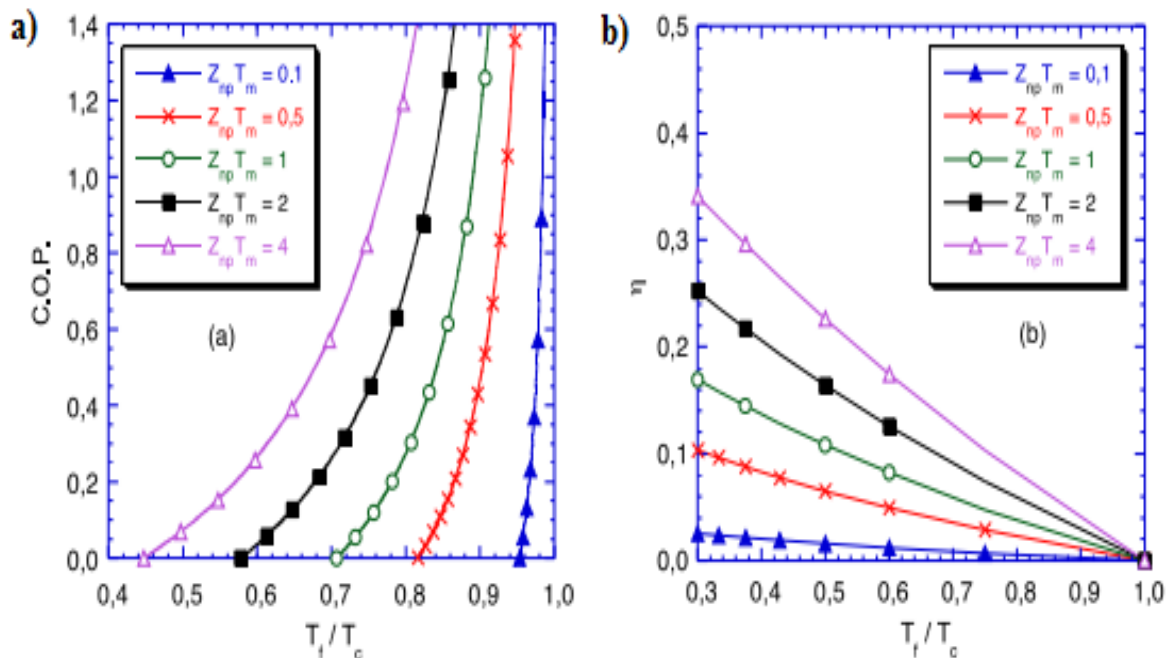 a)
1,4
1,2
1,0
0,8
0,6
0,4
0,2
0,0
C.O.P.
Z_np T_m = 0.1
Z_np T_m = 0,5
Z_np T_m = 1
Z_np T_m = 2
Z_np T_m = 4
(a)
0,4 0,5 0,6 0,7 0,8 0,9 1,0
T_f / T_c
b)
0,5
0,4
0,3
0,2
0,1
0,0
η
Z_np T_m = 0,1
Z_np T_m = 0,5
Z_np T_m = 1
Z_np T_m = 2
Z_np T_m = 4
(b)
0,3 0,4 0,5 0,6 0,7 0,8 0,9 1,0
T_f / T_c